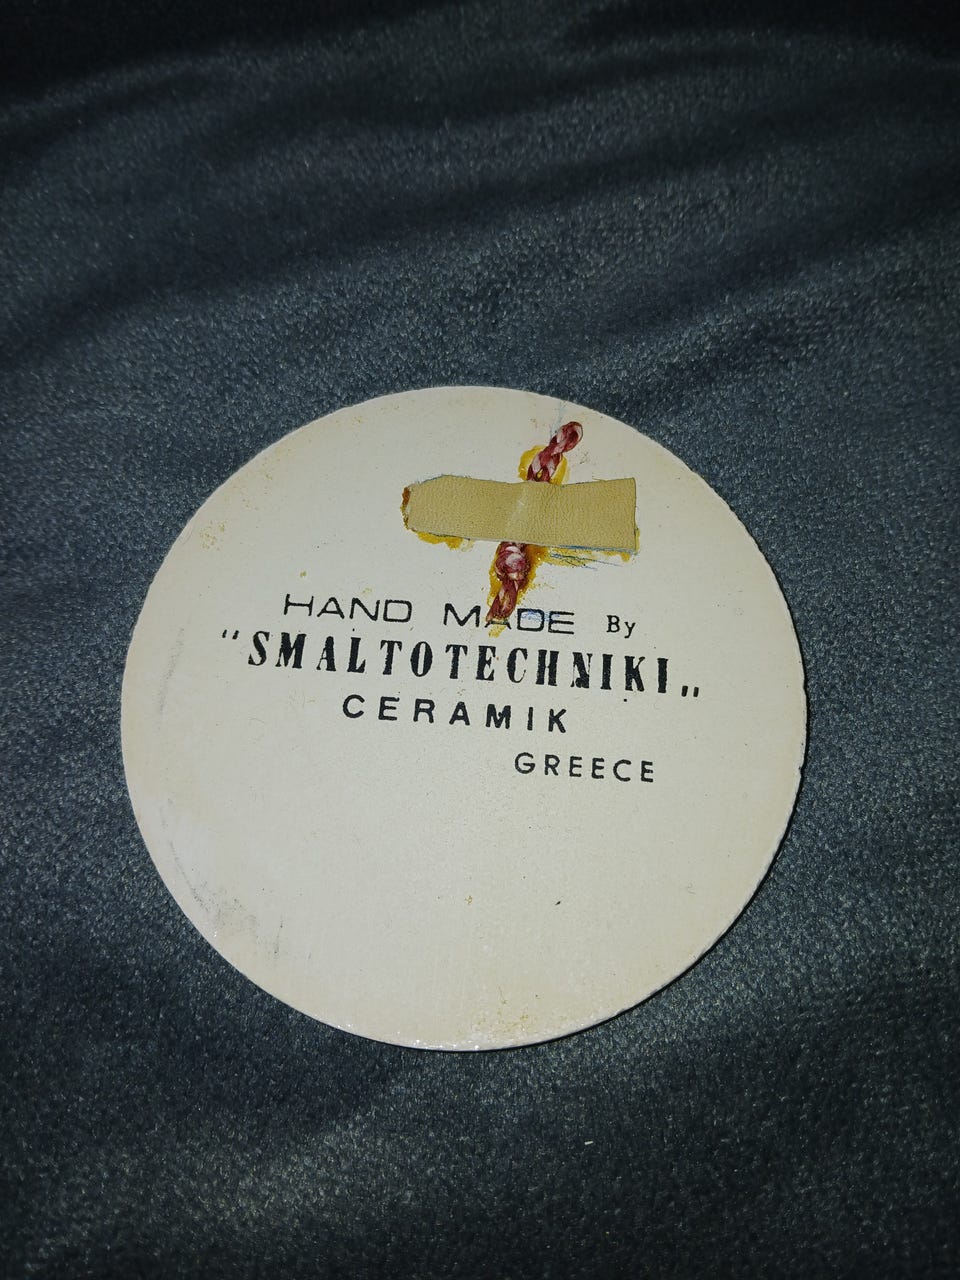 HAND MADE By
"SMALTOTECHNIKI„
CERAMIK
GREECE